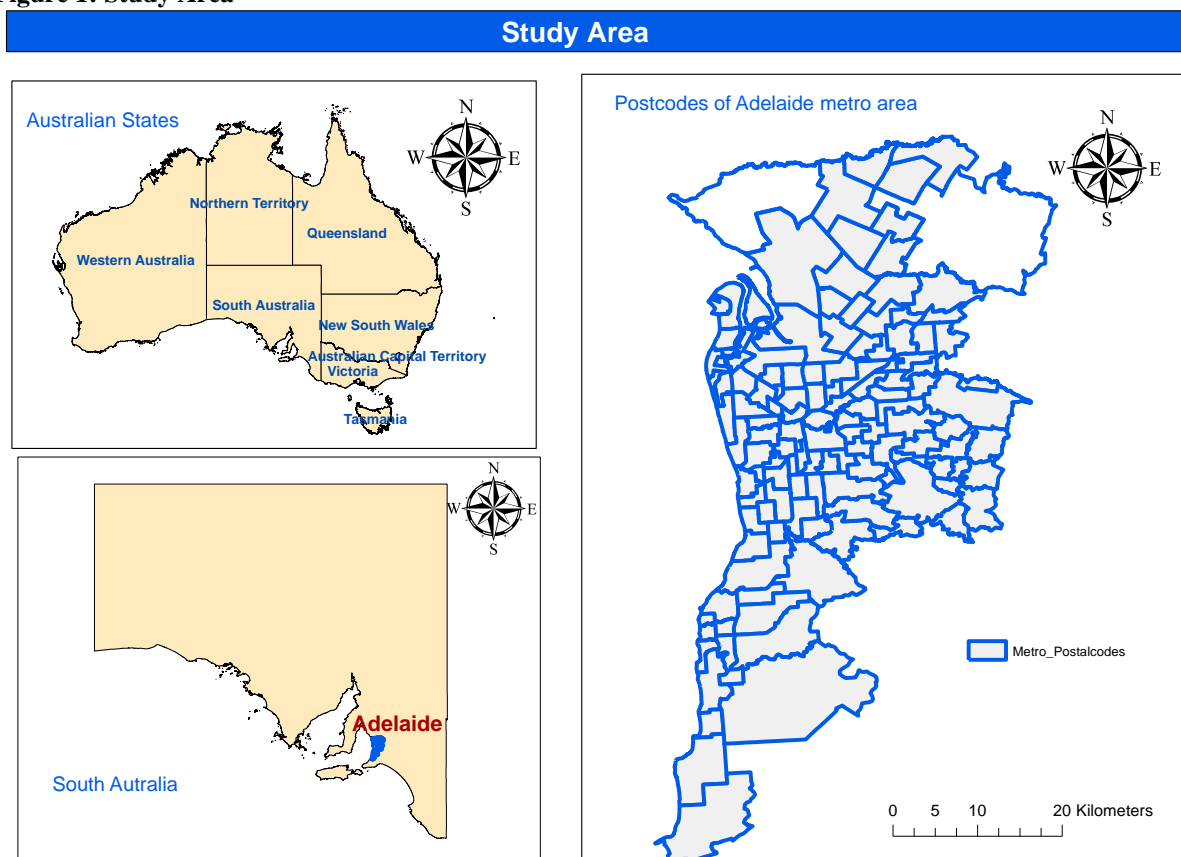 Figure 1. Study Area
Study Area
Australian States
N
W
E
S
Northern Territory
Queensland
Western Australia
South Australia
New South Wales
Australian Capital Territory
Victoria
Tasmania
N
W
E
S
Adelaide
South Autralia
Postcodes of Adelaide metro area
N
W
E
S
Metro_Postalcodes
0 5 10 20 Kilometers